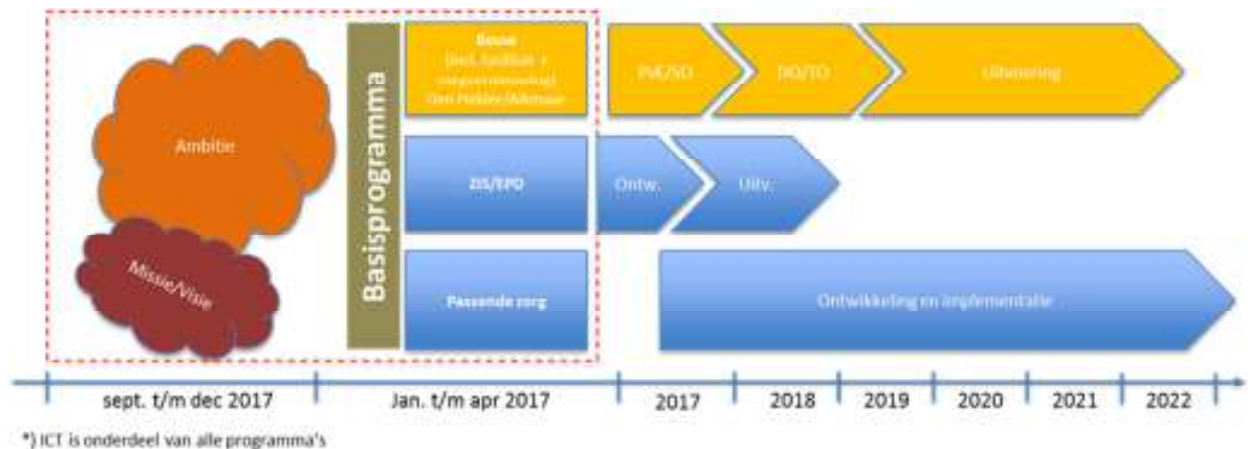 Ambitie
Missie/Visie
Basisprogramma
Bouw
(incl. +
Den Helder/Alkmaar
PvE/SO
DO/TO
Uitvoering
ZIS/EPD
Ontw.
Uitv.
Passende zorg
Ontwikkeling en implementatie
sept. t/m dec 2017
Jan. t/m apr 2017
2017
2018
2019
2020
2021
2022
*) ICT is onderdeel van alle programma's